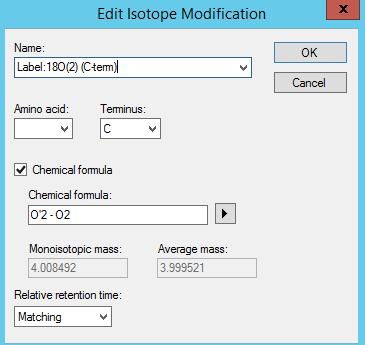 Edit Isotope Modification
x
Name:
Label:18O(2) (C-term)
OK
Cancel
Amino acid: Terminus:
C
Chemical formula
Chemical formula:
O'2 - O2
Monoisotopic mass: Average mass:
4.008492 3.999521
Relative retention time:
Matching